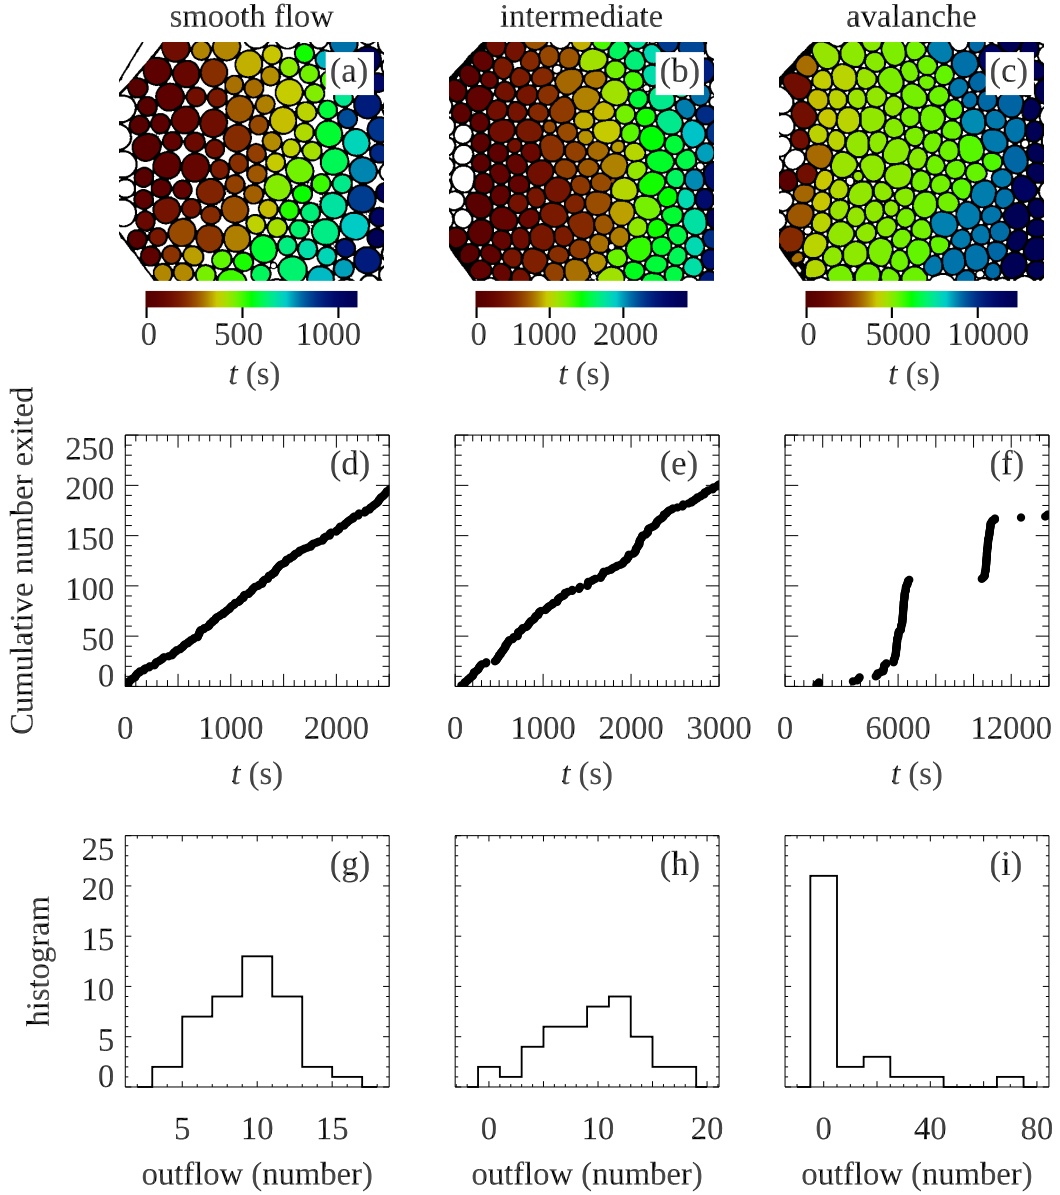 smooth flow intermediate avalanche
(a) (b) (c)
0 500 1000 0 1000 2000 0 5000 10000
t (s) t (s) t (s)
Cumulative number exited
250
200
150
100
50
0
(d) (e) (f)
0 1000 2000 0 1000 2000 3000 0 6000 12000
t (s) t (s) t (s)
histogram
25
20
15
10
5
0
(g) (h) (i)
5 10 15 0 10 20 0 40 80
outflow (number) outflow (number) outflow (number)